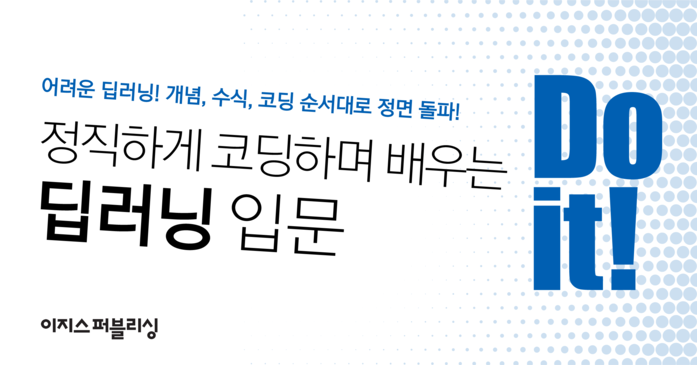 어려운 딥러닝! 개념, 수식, 코딩 순서대로 정면 돌파!
정직하게 코딩하며 배우는
딥러닝 입문
Do
it!
이지스 퍼블리싱